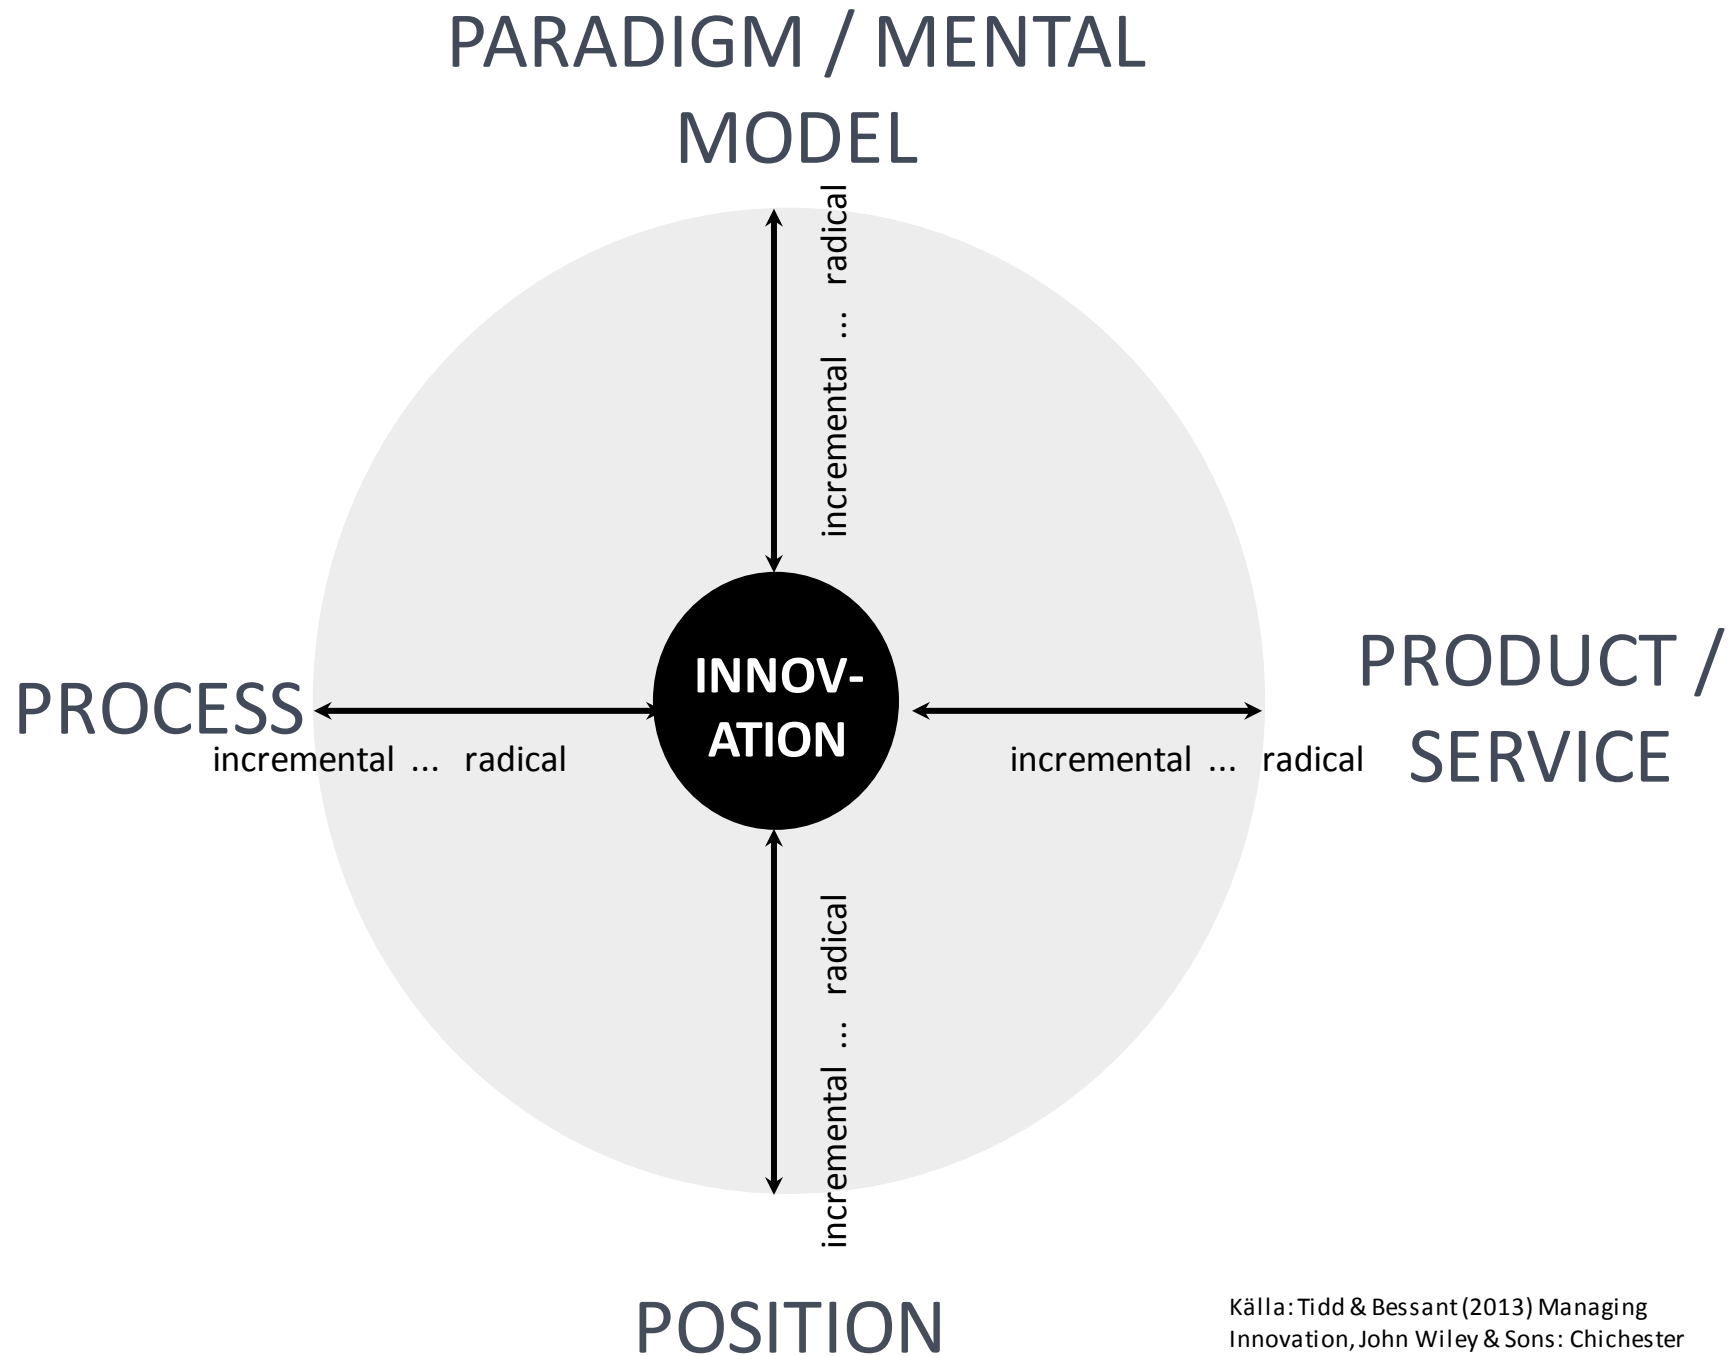 PARADIGM / MENTAL
MODEL
incremental ... radical
INNOV-
ATION
PROCESS
incremental ... radical
PRODUCT /
SERVICE
incremental ... radical
incremental ... radical
POSITION
Källa: Tidd & Bessant (2013) Managing
Innovation, John Wiley & Sons: Chichester